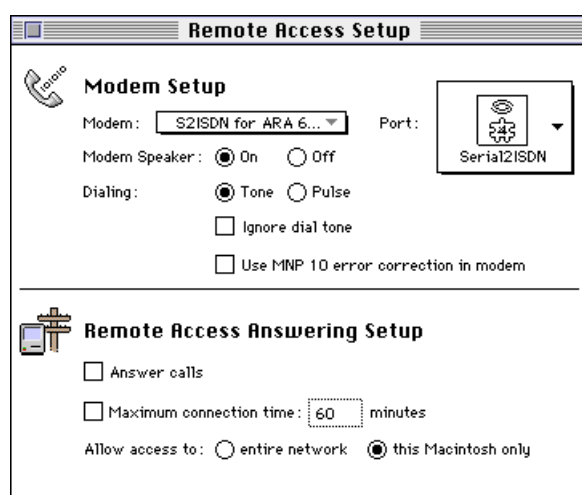 Remote Access Setup
Modem Setup
Modem: S2ISDN for ARA 6... Port:
Serial2ISDN
Modem Speaker: On Off
Dialing: Tone Pulse
Ignore dial tone
Use MNP 10 error correction in modem
Remote Access Answering Setup
Answer calls
Maximum connection time: 60 minutes
Allow access to: entire network this Macintosh only